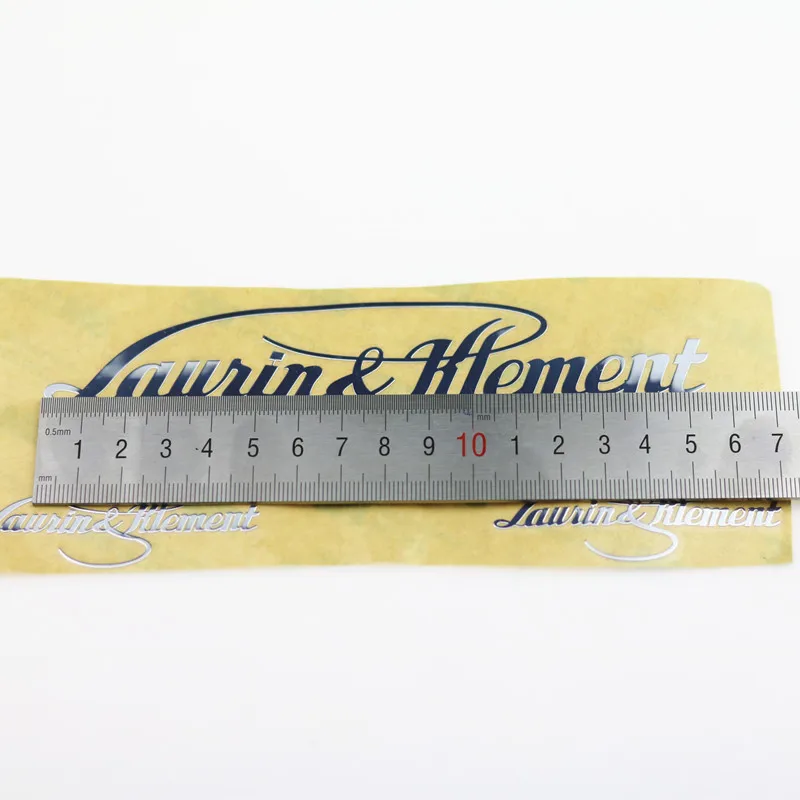 Laurin & Klement
mm
0.5mm
1 2 3 4 5 6 7 8 9 10 1 2 3 4 5 6 7
mm
Laurin & Klement Laurin & Klement